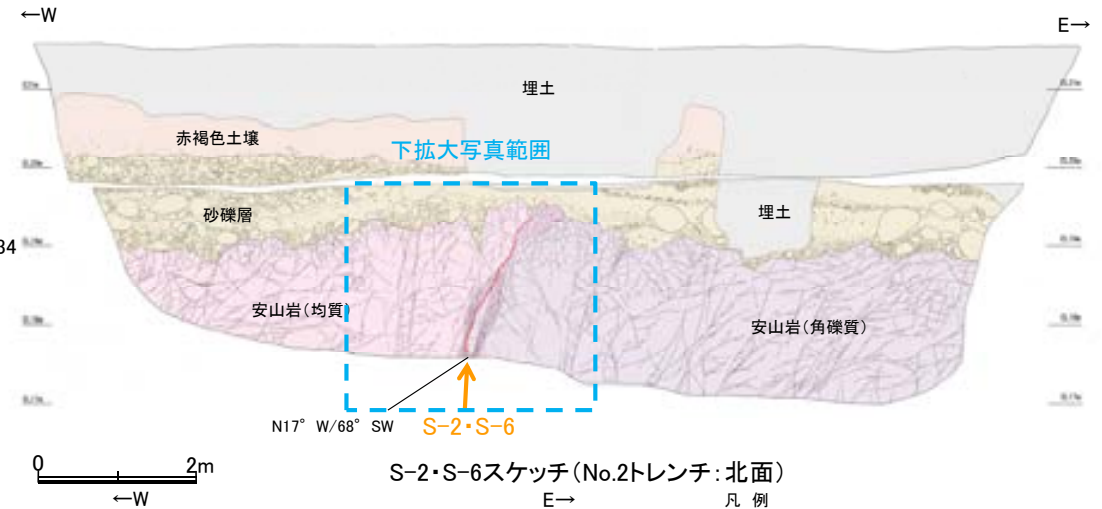 ←W
E→
埋土
赤褐色土壌
下拡大写真範囲
砂礫層
埋土
34
安山岩(均質)
安山岩(角礫質)
N17° W/68° SW
S-2・S-6
0 2m
S-2・S-6スケッチ(No.2トレンチ:北面)
←W
E→
凡 例